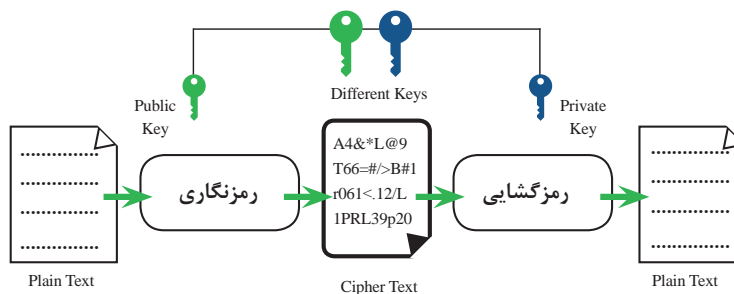 Different Keys
Public
Key
Private
Key
رمزنگاری
A4&*L@9
T66=#/>B#1
r061<.12/L
1PRL39p20
رمزگشایی
Plain Text
Cipher Text
Plain Text